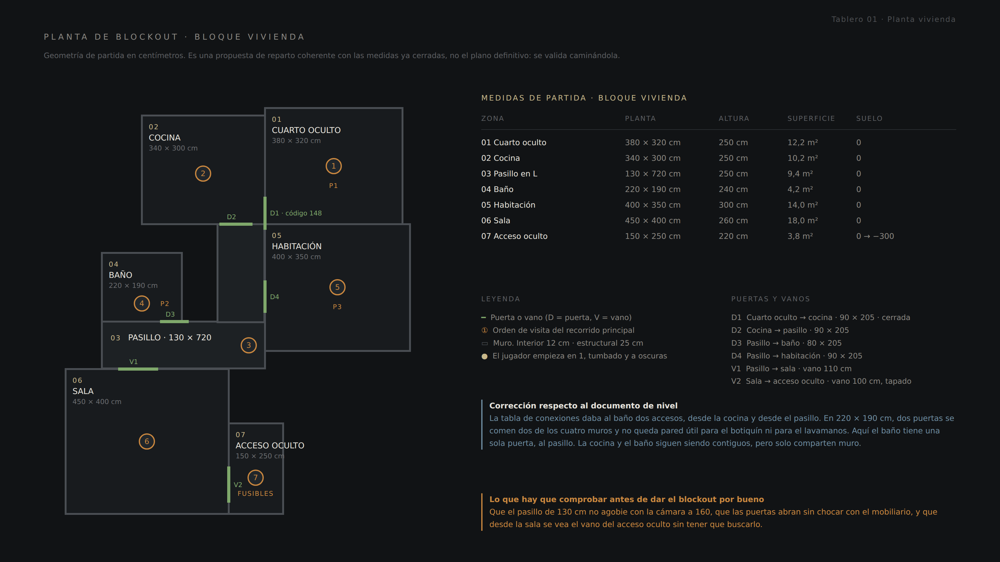 Tablero 01 · Planta vivienda
PLANTA DE BLOCKOUT · BLOQUE VIVIENDA
Geometría de partida en centímetros. Es una propuesta de reparto coherente con las medidas ya cerradas, no el plano definitivo: se valida caminándola.
02
COCINA
340 × 300 cm
2
D2
01
CUARTO OCULTO
380 × 320 cm
1
P1
D1 · código 148
05
HABITACIÓN
400 × 350 cm
5
P3
D4
04
BAÑO
220 × 190 cm
4
P2
D3
03 PASILLO · 130 × 720
3
V1
06
SALA
450 × 400 cm
6
07
ACCESO OCULTO
150 × 250 cm
7
V2
FUSIBLES
MEDIDAS DE PARTIDA · BLOQUE VIVIENDA
ZONA PLANTA ALTURA SUPERFICIE SUELO
01 Cuarto oculto 380 × 320 cm 250 cm 12,2 m² 0
02 Cocina 340 × 300 cm 250 cm 10,2 m² 0
03 Pasillo en L 130 × 720 cm 250 cm 9,4 m² 0
04 Baño 220 × 190 cm 240 cm 4,2 m² 0
05 Habitación 400 × 350 cm 300 cm 14,0 m² 0
06 Sala 450 × 400 cm 260 cm 18,0 m² 0
07 Acceso oculto 150 × 250 cm 220 cm 3,8 m² 0 → −300
LEYENDA
Puerta o vano (D = puerta, V = vano)
① Orden de visita del recorrido principal
▭ Muro. Interior 12 cm · estructural 25 cm
● El jugador empieza en 1, tumbado y a oscuras
PUERTAS Y VANOS
D1 Cuarto oculto → cocina · 90 × 205 · cerrada
D2 Cocina → pasillo · 90 × 205
D3 Pasillo → baño · 80 × 205
D4 Pasillo → habitación · 90 × 205
V1 Pasillo → sala · vano 110 cm
V2 Sala → acceso oculto · vano 100 cm, tapado
Corrección respecto al documento de nivel
La tabla de conexiones daba al baño dos accesos, desde la cocina y desde el pasillo. En 220 × 190 cm, dos puertas se
comen dos de los cuatro muros y no queda pared útil para el botiquín ni para el lavamanos. Aquí el baño tiene una
sola puerta, al pasillo. La cocina y el baño siguen siendo contiguos, pero solo comparten muro.
Lo que hay que comprobar antes de dar el blockout por bueno
Que el pasillo de 130 cm no agobie con la cámara a 160, que las puertas abran sin chocar con el mobiliario, y que
desde la sala se vea el vano del acceso oculto sin tener que buscarlo.